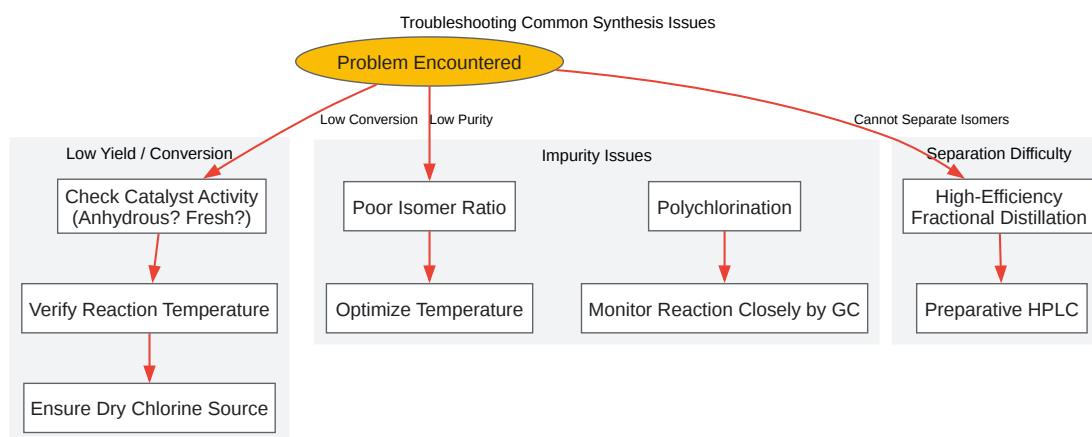 Troubleshooting Common Synthesis Issues
Problem Encountered
Low Conversion
Low Purity
Cannot Separate Isomers
Low Yield / Conversion
Impurity Issues
Separation Difficulty
Check Catalyst Activity
(Anhydrous? Fresh?)
Poor Isomer Ratio
Polychlorination
High-Efficiency
Fractional Distillation
Verify Reaction Temperature
Optimize Temperature
Monitor Reaction Closely by GC
Preparative HPLC
Ensure Dry Chlorine Source